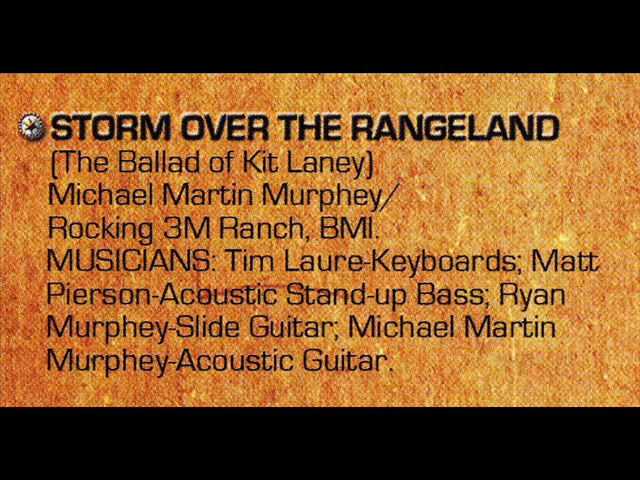 STORM OVER THE RANGELAND
(The Ballad of Kit Laney)
Michael Martin Murphey/
Rocking 3M Ranch, BMI.
MUSICIANS: Tim Laure-Keyboards; Matt
Pierson-Acoustic Stand-up Bass; Ryan
Murphey-Slide Guitar; Michael Martin
Murphey-Acoustic Guitar.